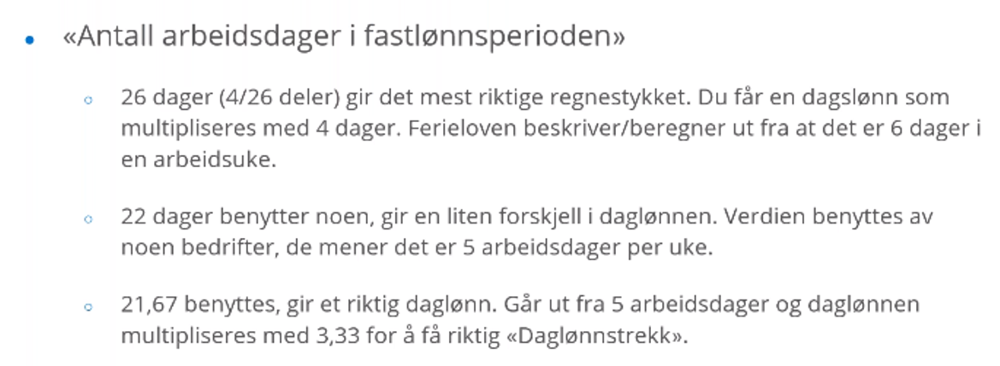 «Antall arbeidsdager i fastlønnsperioden»
26 dager (4/26 deler) gir det mest riktige regnestykket. Du får en dagslønn som
multipliseres med 4 dager. Ferieloven beskriver/beregner ut fra at det er 6 dager i
en arbeidsuke.
22 dager benytter noen, gir en liten forskjell i daglønnen. Verdien benyttes av
noen bedrifter, de mener det er 5 arbeidsdager per uke.
21,67 benyttes, gir et riktig daglønn. Går ut fra 5 arbeidsdager og daglønnen
multipliseres med 3,33 for å få riktig «Daglønnstrekk».